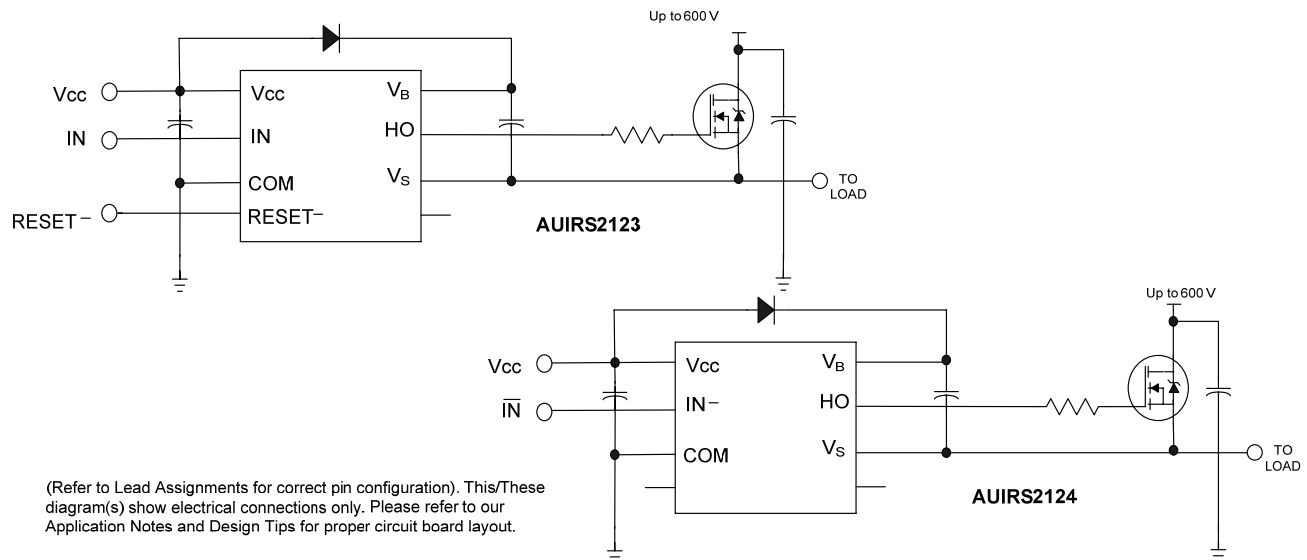 Up to 600 V
Vcc
IN
RESET–
Vcc
IN
COM
RESET–
VB
HO
VS
TO
LOAD
AUIRS2123
Up to 600 V
Vcc
IN
Vcc
IN–
COM
VB
HO
VS
TO
LOAD
AUIRS2124
(Refer to Lead Assignments for correct pin configuration). This/These
diagram(s) show electrical connections only. Please refer to our
Application Notes and Design Tips for proper circuit board layout.